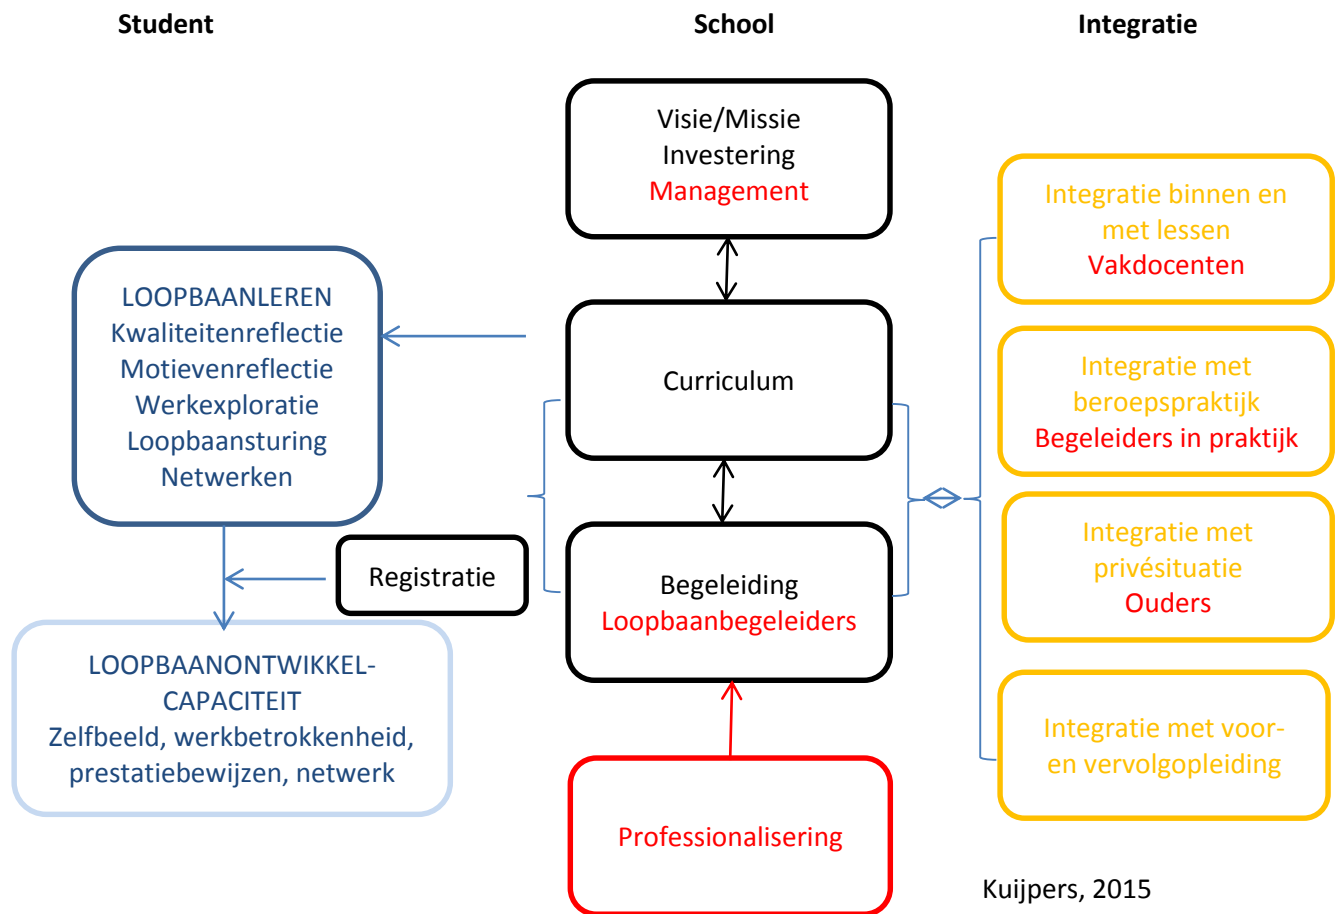 Student
School
Integratie
Visie/Missie
Investering
Management
LOOPBAANLEREN
Kwaliteitenreflectie
Motievenreflectie
Werkexploratie
Loopbaansturing
Netwerken
Registratie
LOOPBAANONTWIKKEL-
CAPACITEIT
Zelfbeeld, werkbetrokkenheid,
prestatiebewijzen, netwerk
Curriculum
Begeleiding
Loopbaanbegeleiders
Professionalisering
Integratie binnen en
met lessen
Vakdocenten
Integratie met
beroepspraktijk
Begeleiders in praktijk
Integratie met
privésituatie
Ouders
Integratie met voor-
en vervolgopleiding
Kuijpers, 2015